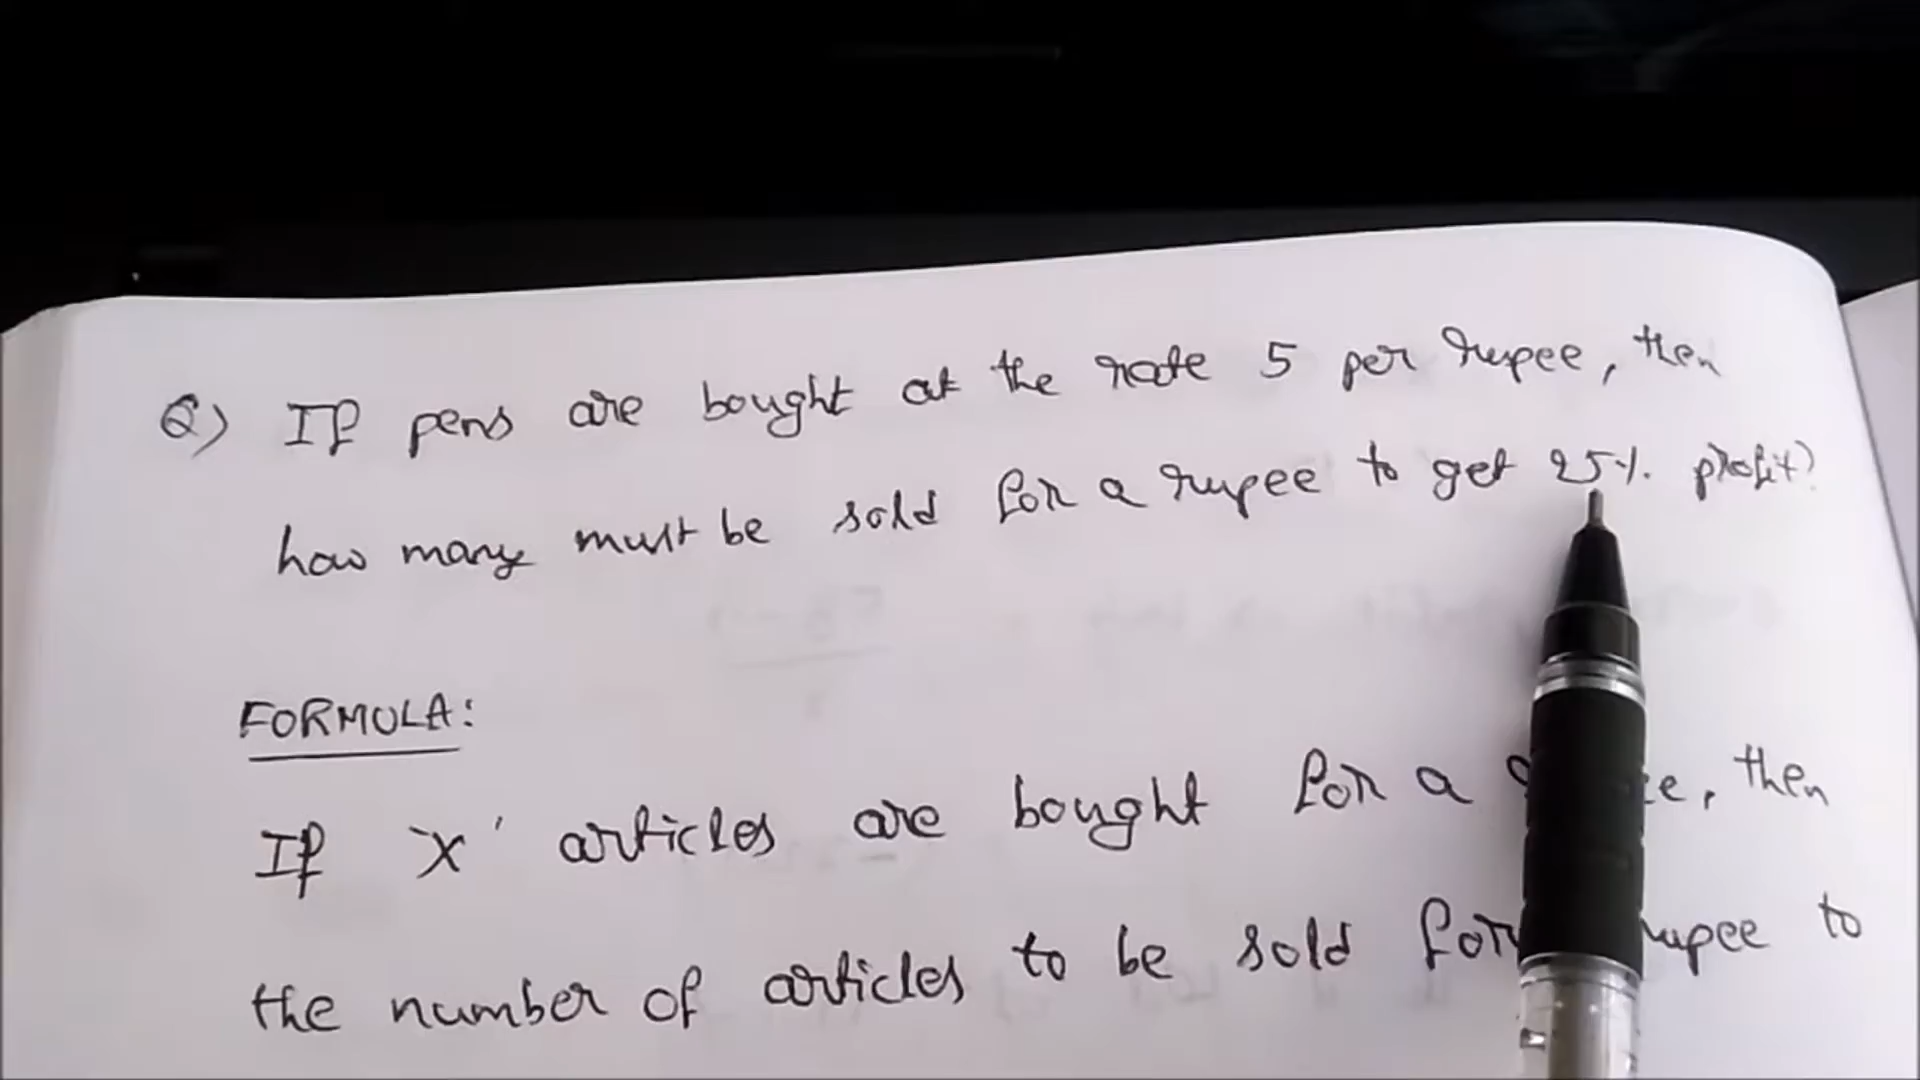 Q) If pens are bought at the rate 5 per rupee, then
how many must be sold for a rupee to get 25% profit?
FORMULA:
If 'x' articles are bought for a then
the number of articles to be sold for rupee to